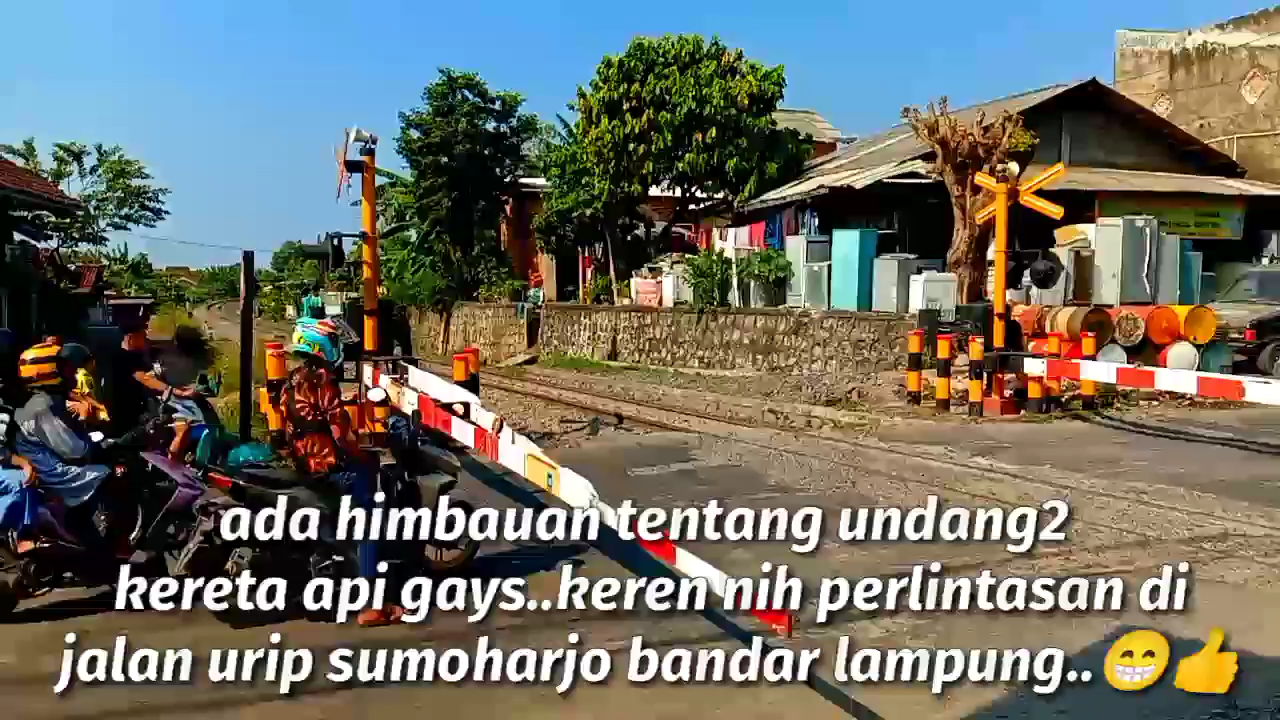 ada himbauan tentang undang2
kereta api gays..keren nih perlintasan di
jalan urip sumoharjo bandar lampung..😁👍